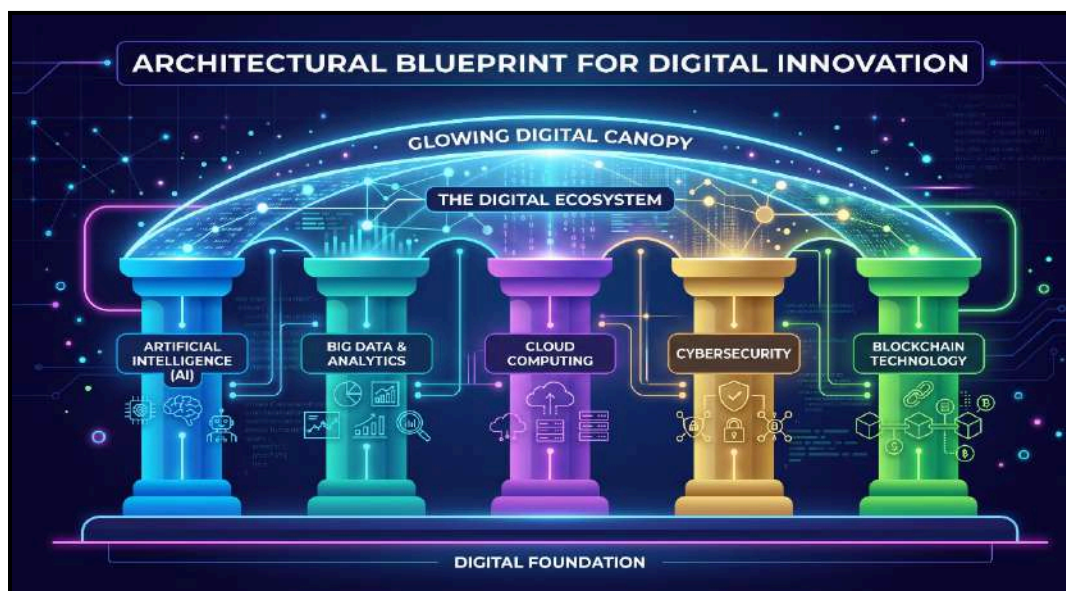 ARCHITECTURAL BLUEPRINT FOR DIGITAL INNOVATION
GLOWING DIGITAL CANOPY
THE DIGITAL ECOSYSTEM
ARTIFICIAL
INTELLIGENCE
(AI)
BIG DATA &
ANALYTICS
CLOUD
COMPUTING
CYBERSECURITY
BLOCKCHAIN
TECHNOLOGY
DIGITAL FOUNDATION